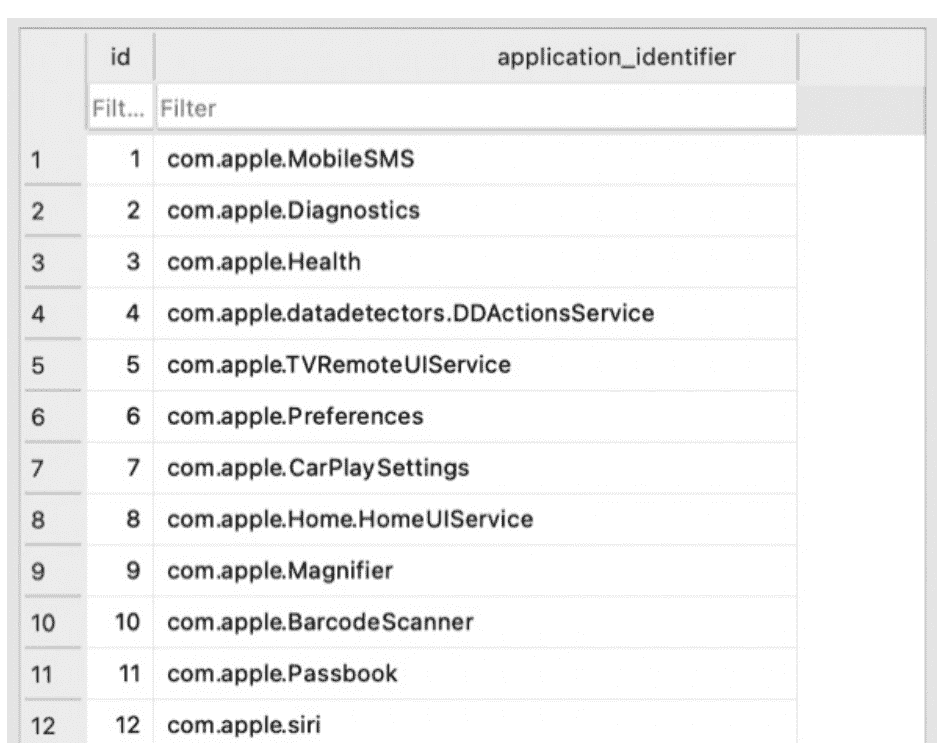 id application_identifier
Filt... Filter
1 1 com.apple.MobileSMS
2 2 com.apple.Diagnostics
3 3 com.apple.Health
4 4 com.apple.datadetectors.DDActionsService
5 5 com.apple.TVRemoteUIService
6 6 com.apple.Preferences
7 7 com.apple.CarPlaySettings
8 8 com.apple.Home.HomeUIService
9 9 com.apple.Magnifier
10 10 com.apple.BarcodeScanner
11 11 com.apple.Passbook
12 12 com.apple.siri